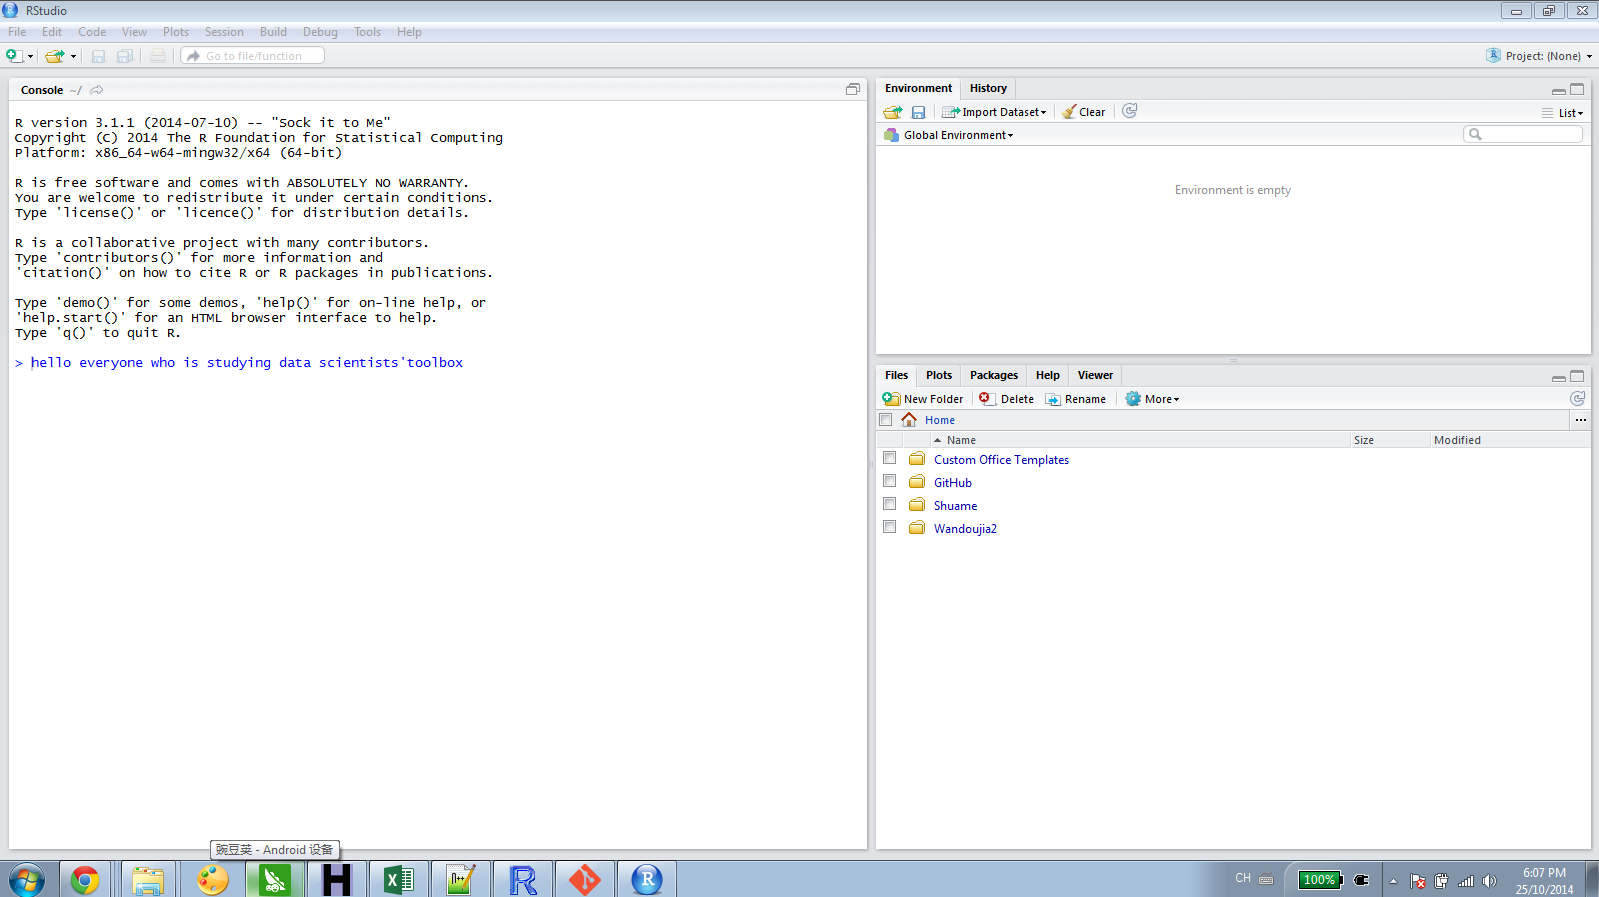 RStudio
File Edit Code View Plots Session Build Debug Tools Help
Go to file/function
Project: (None)
Console ~/
R version 3.1.1 (2014-07-10) -- "Sock it to Me"
Copyright (C) 2014 The R Foundation for Statistical Computing
Platform: x86_64-w64-mingw32/x64 (64-bit)
R is free software and comes with ABSOLUTELY NO WARRANTY.
You are welcome to redistribute it under certain conditions.
Type 'license()' or 'licence()' for distribution details.
R is a collaborative project with many contributors.
Type 'contributors()' for more information and
'citation()' on how to cite R or R packages in publications.
Type 'demo()' for some demos, 'help()' for on-line help, or
'help.start()' for an HTML browser interface to help.
Type 'q()' to quit R.
> hello everyone who is studying data scientists'toolbox
Environment History
Import Dataset Clear List
Global Environment
Environment is empty
Files Plots Packages Help Viewer
New Folder Delete Rename More
Home ...
Name Size Modified
Custom Office Templates
GitHub
Shuame
Wandoujia2
豌豆荚 - Android 设备
CH 100% 6:07 PM
25/10/2014